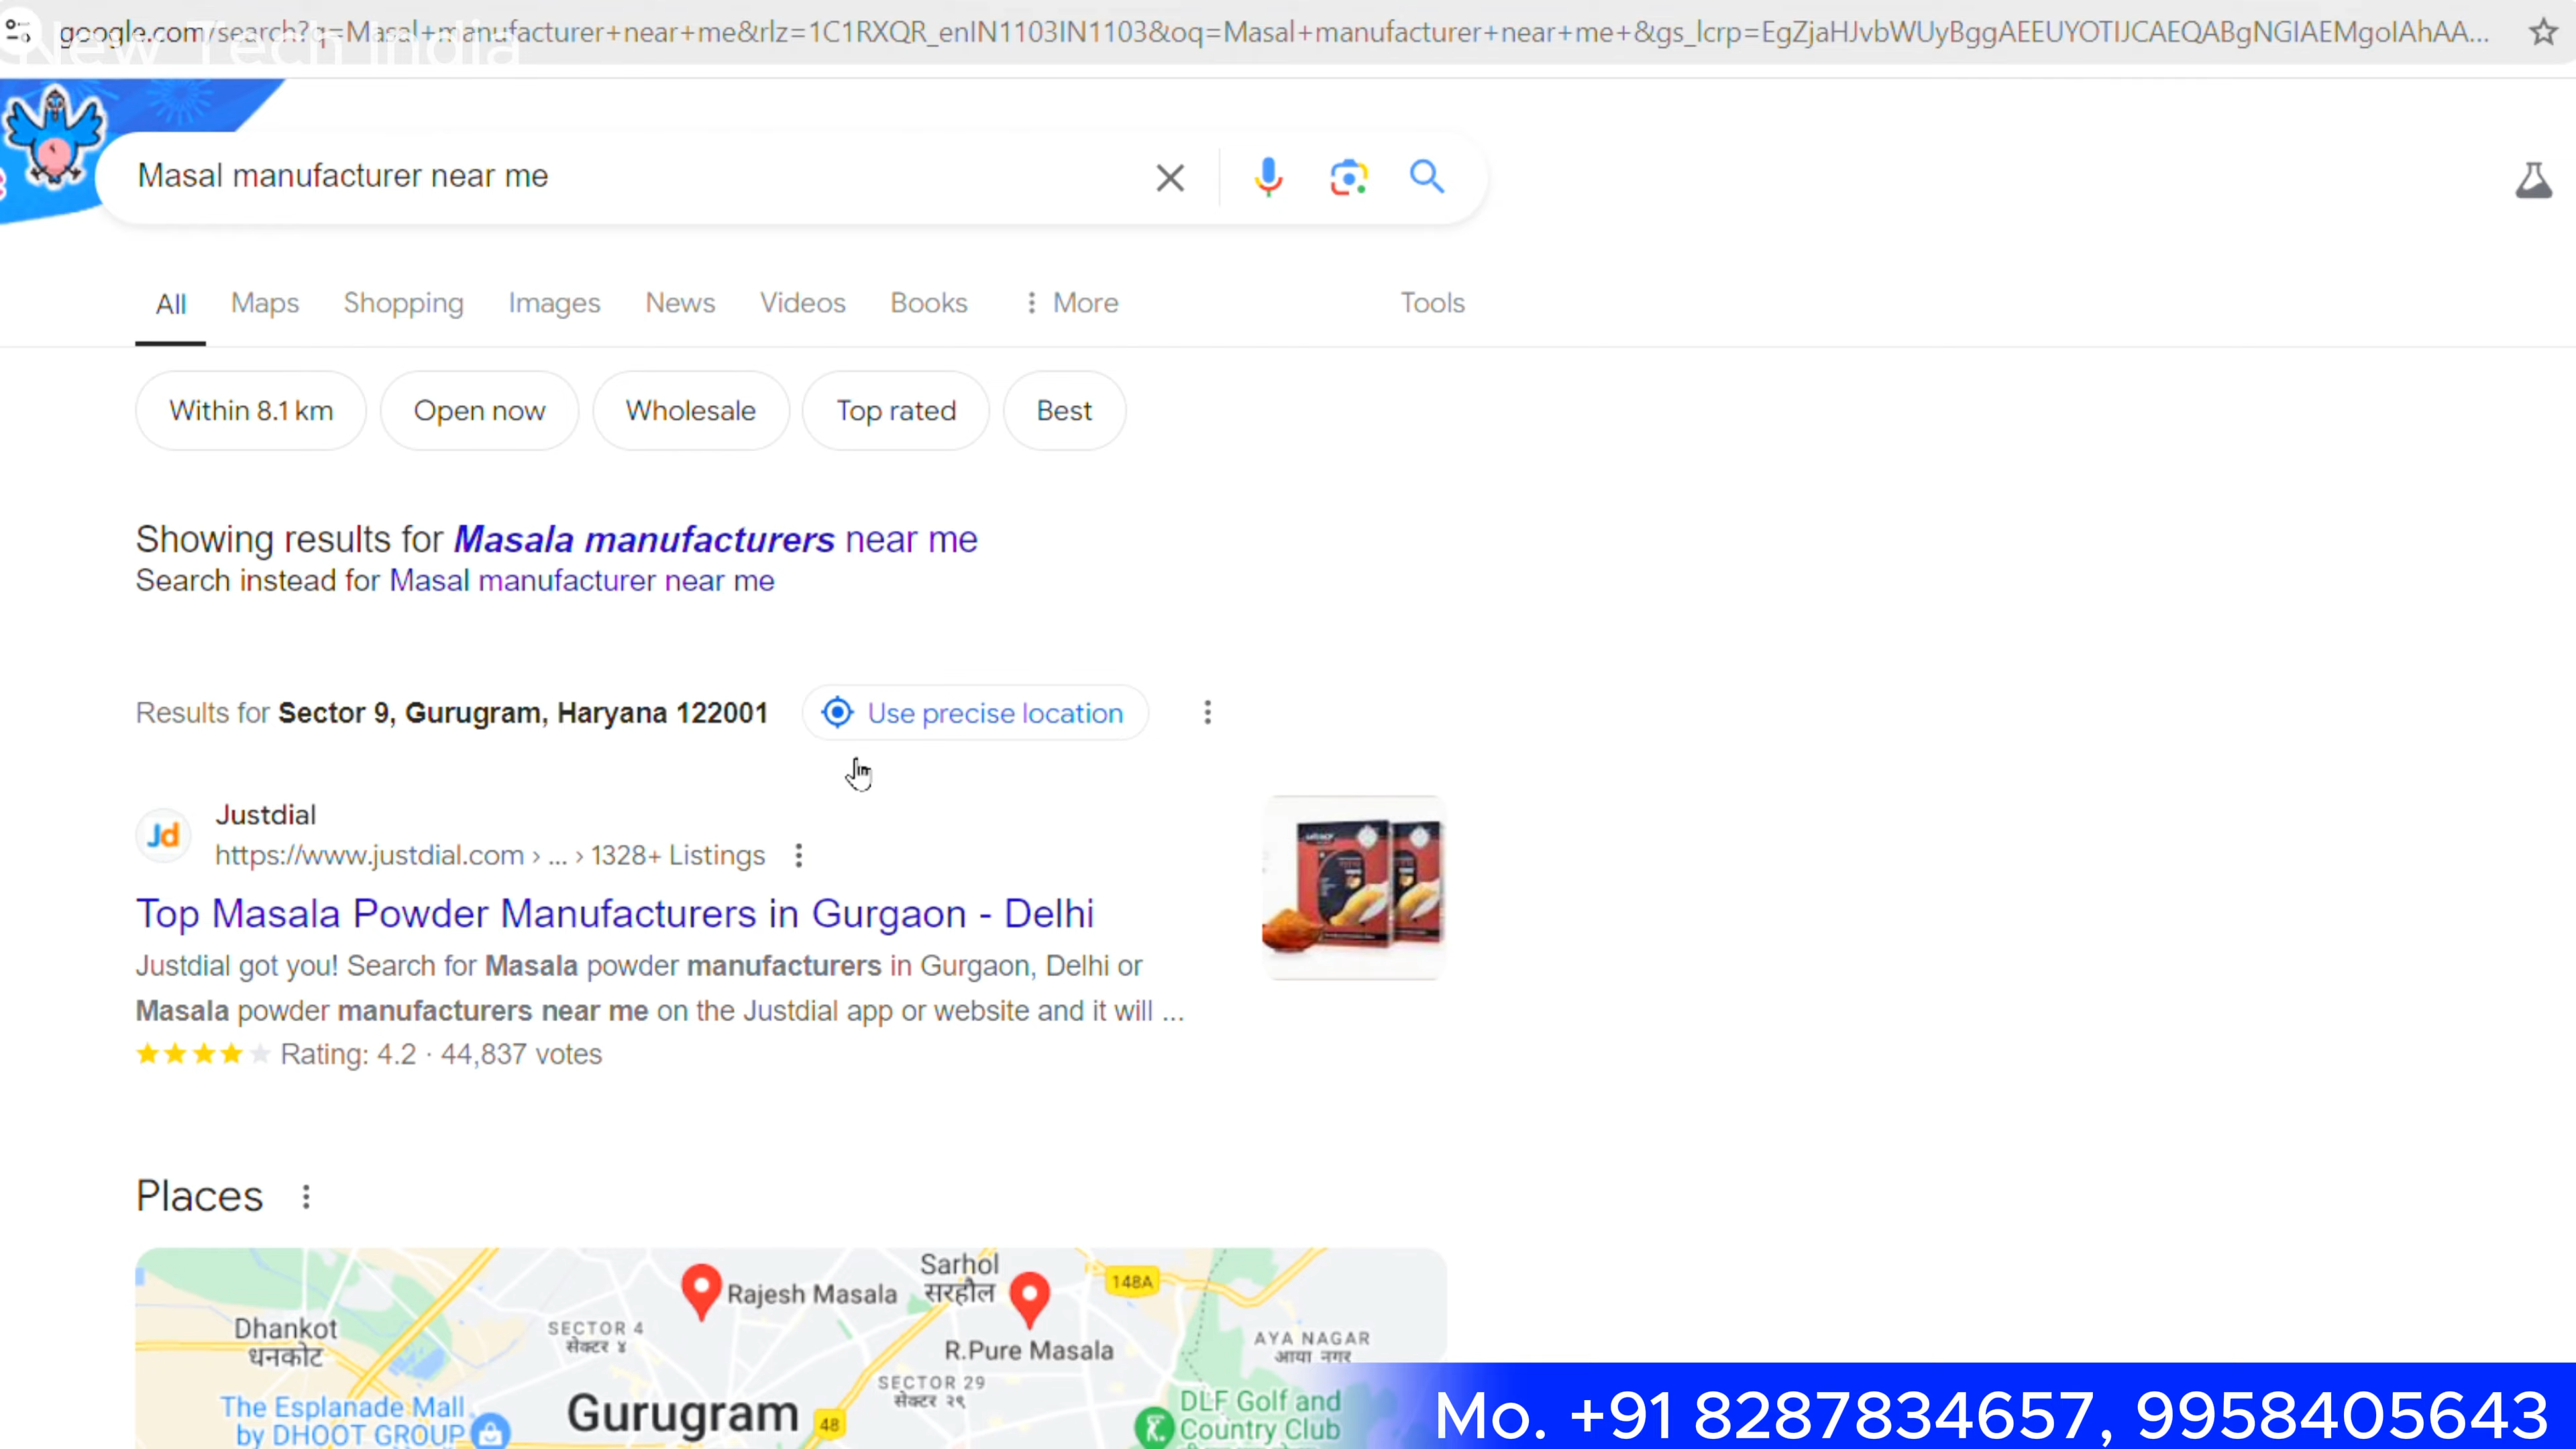 New Tech India
google.com/search?q=Masal+manufacturer+near+me&rlz=1C1RXQR_enIN1103IN1103&oq=Masal+manufacturer+near+me+&gs_lcrp=EgZjaHJvbWUyBggAEEUYOTIJCAEQABgNGIAEMgoIAhAA...
Masal manufacturer near me
All Maps Shopping Images News Videos Books More Tools
Within 8.1 km Open now Wholesale Top rated Best
Showing results for Masala manufacturers near me
Search instead for Masal manufacturer near me
Results for Sector 9, Gurugram, Haryana 122001 Use precise location
Jd Justdial
https://www.justdial.com › ... › 1328+ Listings
Top Masala Powder Manufacturers in Gurgaon - Delhi
Justdial got you! Search for Masala powder manufacturers in Gurgaon, Delhi or
Masala powder manufacturers near me on the Justdial app or website and it will ...
Rating: 4.2 · 44,837 votes
Places
Sarhol
सरहौल
148A
Rajesh Masala
Dhankot
धनकोट
SECTOR 4
सेक्टर ४
R.Pure Masala
AYA NAGAR
आया नगर
SECTOR 29
सेक्टर २९
The Esplanade Mall
by DHOOT GROUP
Gurugram
48
DLF Golf and
Country Club
Mo. +91 8287834657, 9958405643